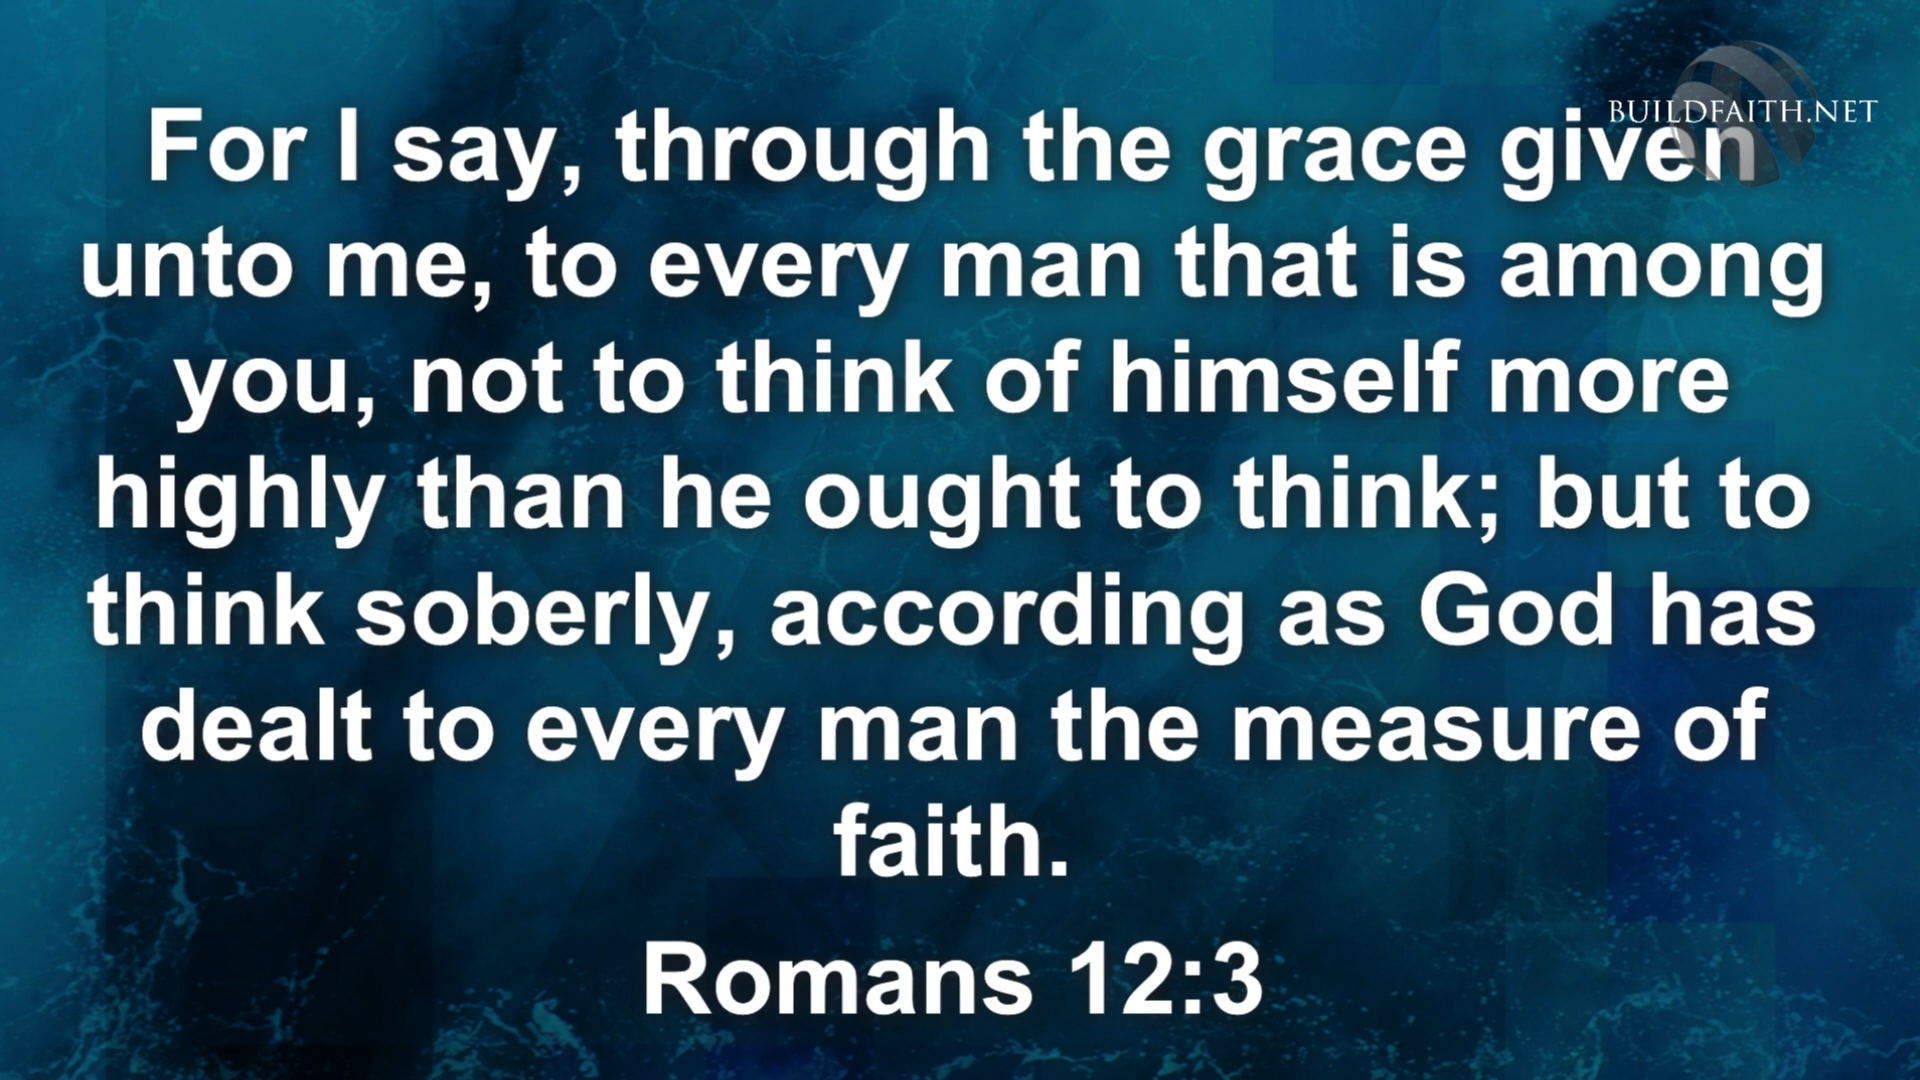 BUILDFAITH.NET
For I say, through the grace given
unto me, to every man that is among
you, not to think of himself more
highly than he ought to think; but to
think soberly, according as God has
dealt to every man the measure of
faith.
Romans 12:3